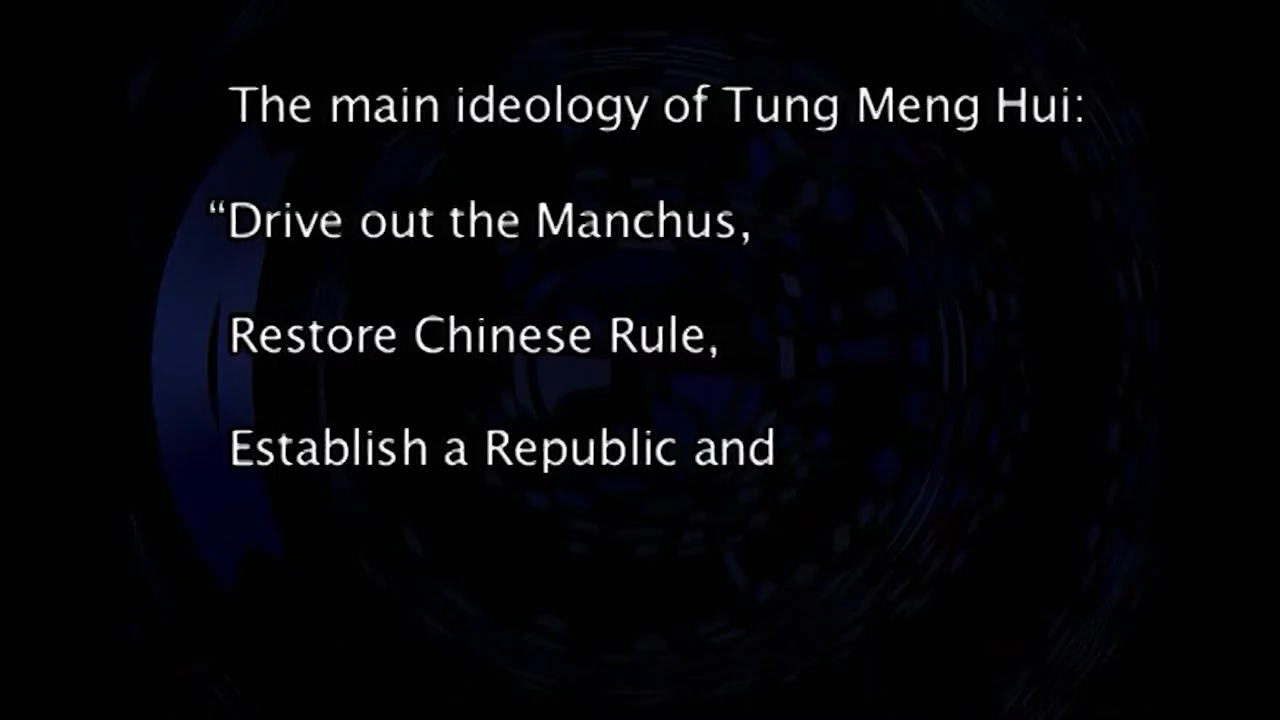 The main ideology of Tung Meng Hui:
“Drive out the Manchus,
Restore Chinese Rule,
Establish a Republic and